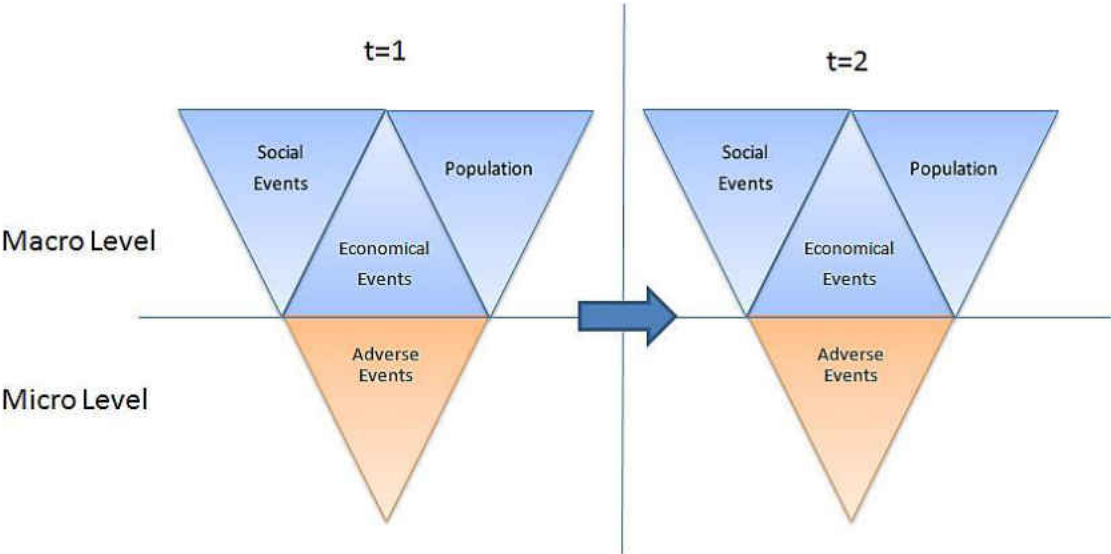 t=1
t=2
Social
Events
Population
Social
Events
Population
Macro Level
Economical
Events
Economical
Events
Adverse
Events
Adverse
Events
Micro Level